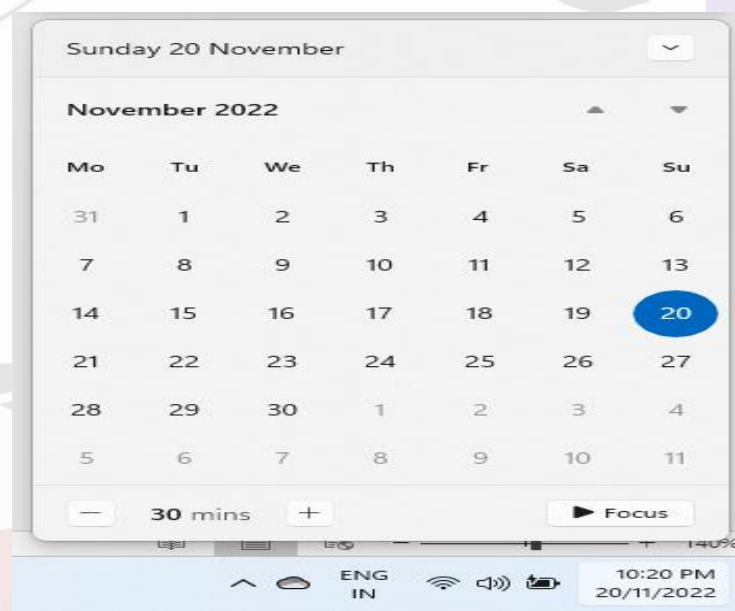 Sunday 20 November
November 2022
Mo Tu We Th Fr Sa Su
31 1 2 3 4 5 6
7 8 9 10 11 12 13
14 15 16 17 18 19 20
21 22 23 24 25 26 27
28 29 30 1 2 3 4
5 6 7 8 9 10 11
30 mins + Focus
140%
ENG 10:20 PM
IN 20/11/2022